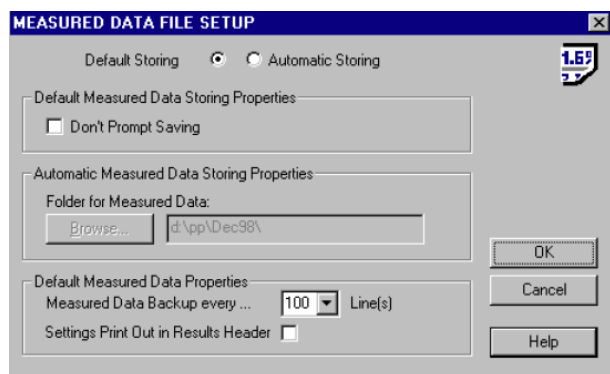 MEASURED DATA FILE SETUP
Default Storing Automatic Storing
Default Measured Data Storing Properties
Don't Prompt Saving
Automatic Measured Data Storing Properties
Folder for Measured Data:
Browse... d:\pp\Dec98\
Default Measured Data Properties
Measured Data Backup every ... 100 Line(s)
Settings Print Out in Results Header
OK
Cancel
Help